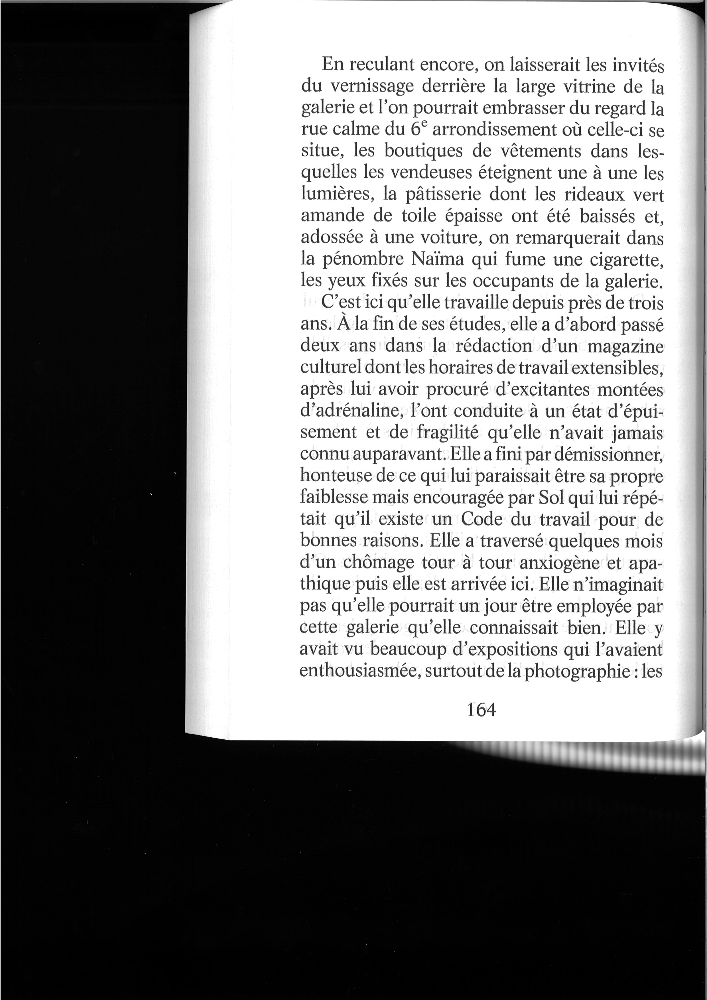 En reculant encore, on laisserait les invités
du vernissage derrière la large vitrine de la
galerie et l’on pourrait embrasser du regard la
rue calme du 6e arrondissement où celle-ci se
situe, les boutiques de vêtements dans les-
quelles les vendeuses éteignent une à une les
lumières, la pâtisserie dont les rideaux vert
amande de toile épaisse ont été baissés et,
adossée à une voiture, on remarquerait dans
la pénombre Naïma qui fume une cigarette,
les yeux fixés sur les occupants de la galerie.
C’est ici qu’elle travaille depuis près de trois
ans. À la fin de ses études, elle a d’abord passé
deux ans dans la rédaction d’un magazine
culturel dont les horaires de travail extensibles,
après lui avoir procuré d’excitantes montées
d’adrénaline, l’ont conduite à un état d’épui-
sement et de fragilité qu’elle n’avait jamais
connu auparavant. Elle a fini par démissionner,
honteuse de ce qui lui paraissait être sa propre
faiblesse mais encouragée par Sol qui lui répé-
tait qu’il existe un Code du travail pour de
bonnes raisons. Elle a traversé quelques mois
d’un chômage tour à tour anxiogène et apa-
thique puis elle est arrivée ici. Elle n’imaginait
pas qu’elle pourrait un jour être employée par
cette galerie qu’elle connaissait bien. Elle y
avait vu beaucoup d’expositions qui l’avaient
enthousiasmée, surtout de la photographie : les
164